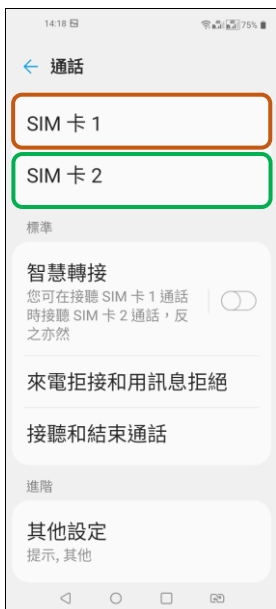 14:18
75%
← 通話
SIM 卡 1
SIM 卡 2
標準
智慧轉接
您可在接聽 SIM 卡 1 通話
時接聽 SIM 卡 2 通話，反
之亦然
來電拒接和用訊息拒絕
接聽和結束通話
進階
其他設定
提示, 其他